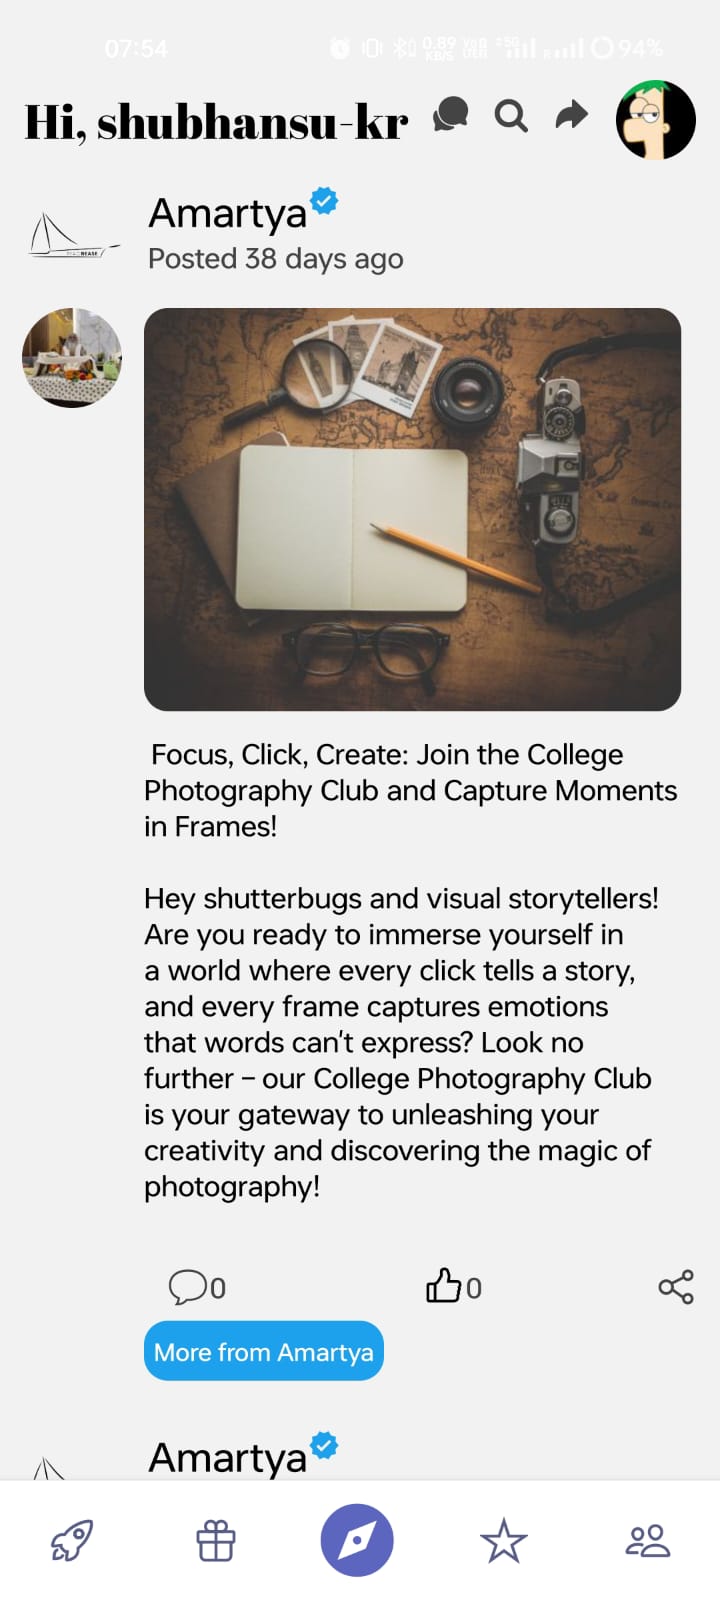 07:54
0.89 KB/S
5G
94%
Hi, shubhansu-kr
Amartya
Posted 38 days ago
Focus, Click, Create: Join the College
Photography Club and Capture Moments
in Frames!
Hey shutterbugs and visual storytellers!
Are you ready to immerse yourself in
a world where every click tells a story,
and every frame captures emotions
that words can't express? Look no
further – our College Photography Club
is your gateway to unleashing your
creativity and discovering the magic of
photography!
0
0
More from Amartya
Amartya